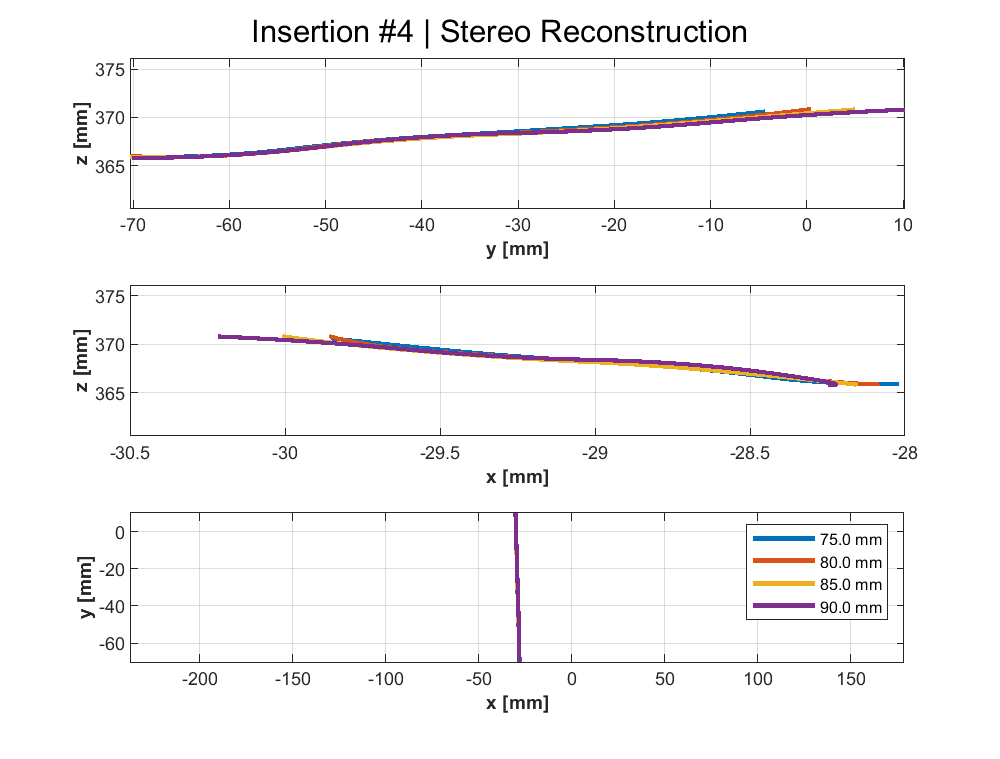 Insertion #4 | Stereo Reconstruction
375
370
365
z [mm]
-70 -60 -50 -40 -30 -20 -10 0 10
y [mm]
375
370
365
z [mm]
-30.5 -30 -29.5 -29 -28.5 -28
x [mm]
0
-20
-40
-60
y [mm]
75.0 mm
80.0 mm
85.0 mm
90.0 mm
-200 -150 -100 -50 0 50 100 150
x [mm]